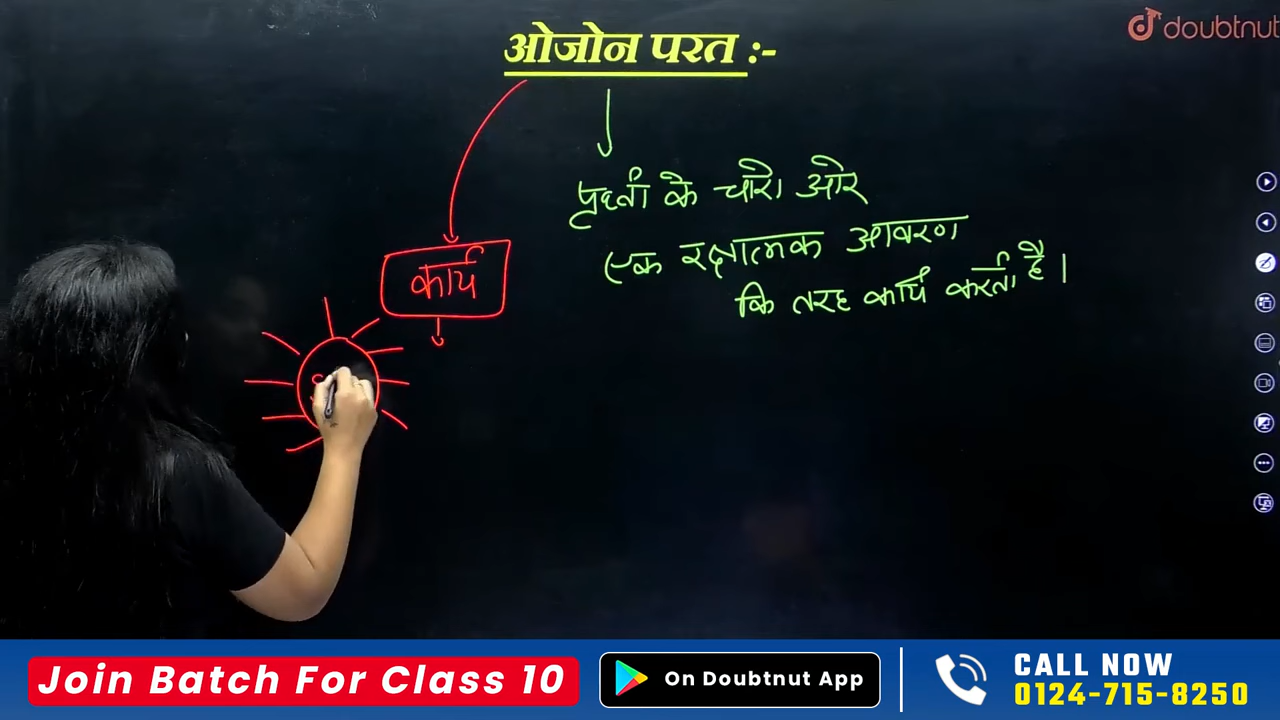 ओजोन परत :-
doubtnut
पृथ्वी के चारो ओर
एक रक्षात्मक आवरण
कि तरह कार्य करती है।
कार्य
Join Batch For Class 10
On Doubtnut App
CALL NOW
0124-715-8250